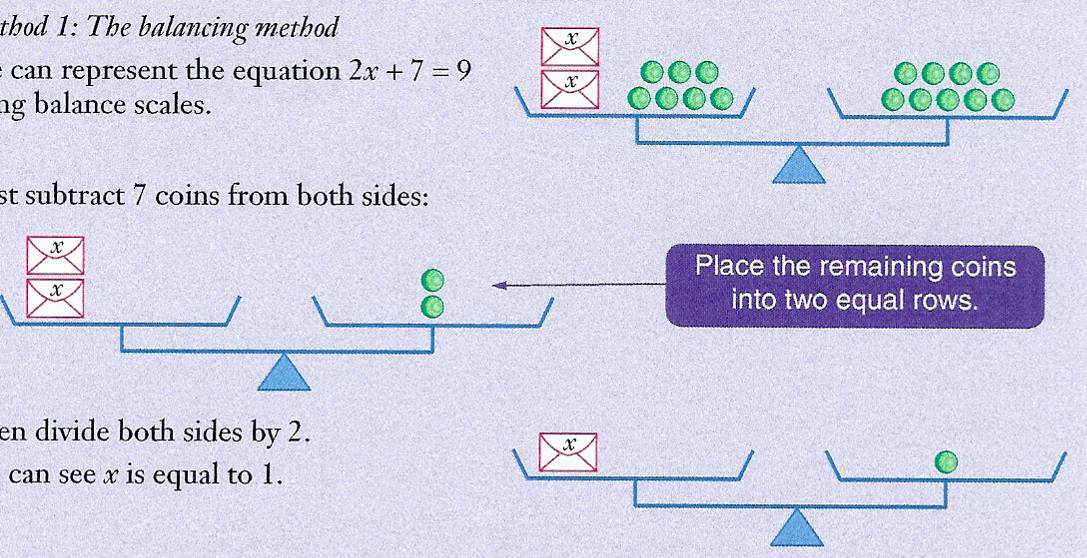 thod 1: The balancing method
e can represent the equation 2x + 7 = 9
ng balance scales.
x
x
st subtract 7 coins from both sides:
x
x
Place the remaining coins
into two equal rows.
en divide both sides by 2.
can see x is equal to 1.
x